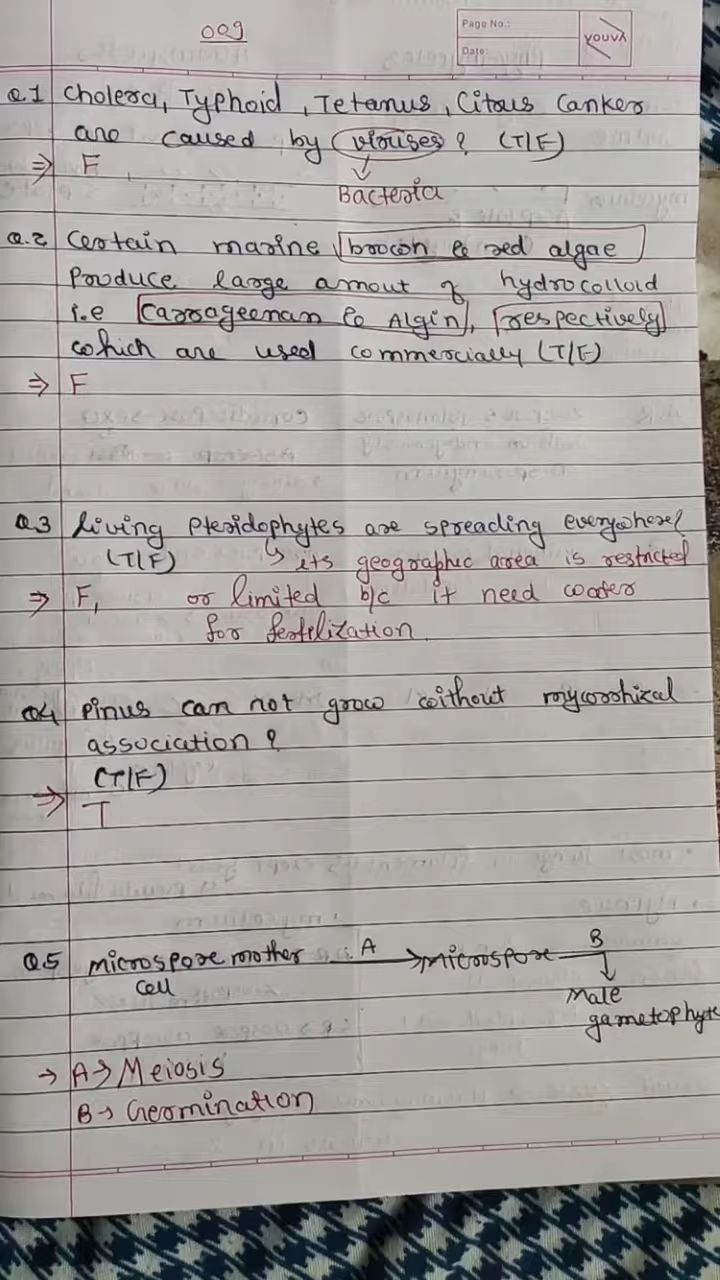 009
Page No.:
Date:
YOUVA
Q.1 Cholera, Typhoid, Tetanus, Citrus Canker
are caused by viruses? (T/F)
⇒ F
Bacteria
Q.2 Certain marine brown & red algae
Produce large amout of hydrocolloid
i.e Carrageenan & Algin, respectively
which are used commercially (T/F)
⇒ F
Q.3 living Pteridophytes are spreading everywhere?
(T/F) ↳ its geographic area is restricted
⇒ F, or limited b/c it need water
for fertilization.
Q4 Pinus can not grow without mycorrhizal
association?
(T/F)
⇒ T
Q.5 Microspore mother A → Microspore B
cell
Male
gametophyte
→ A → Meiosis
B → Germination